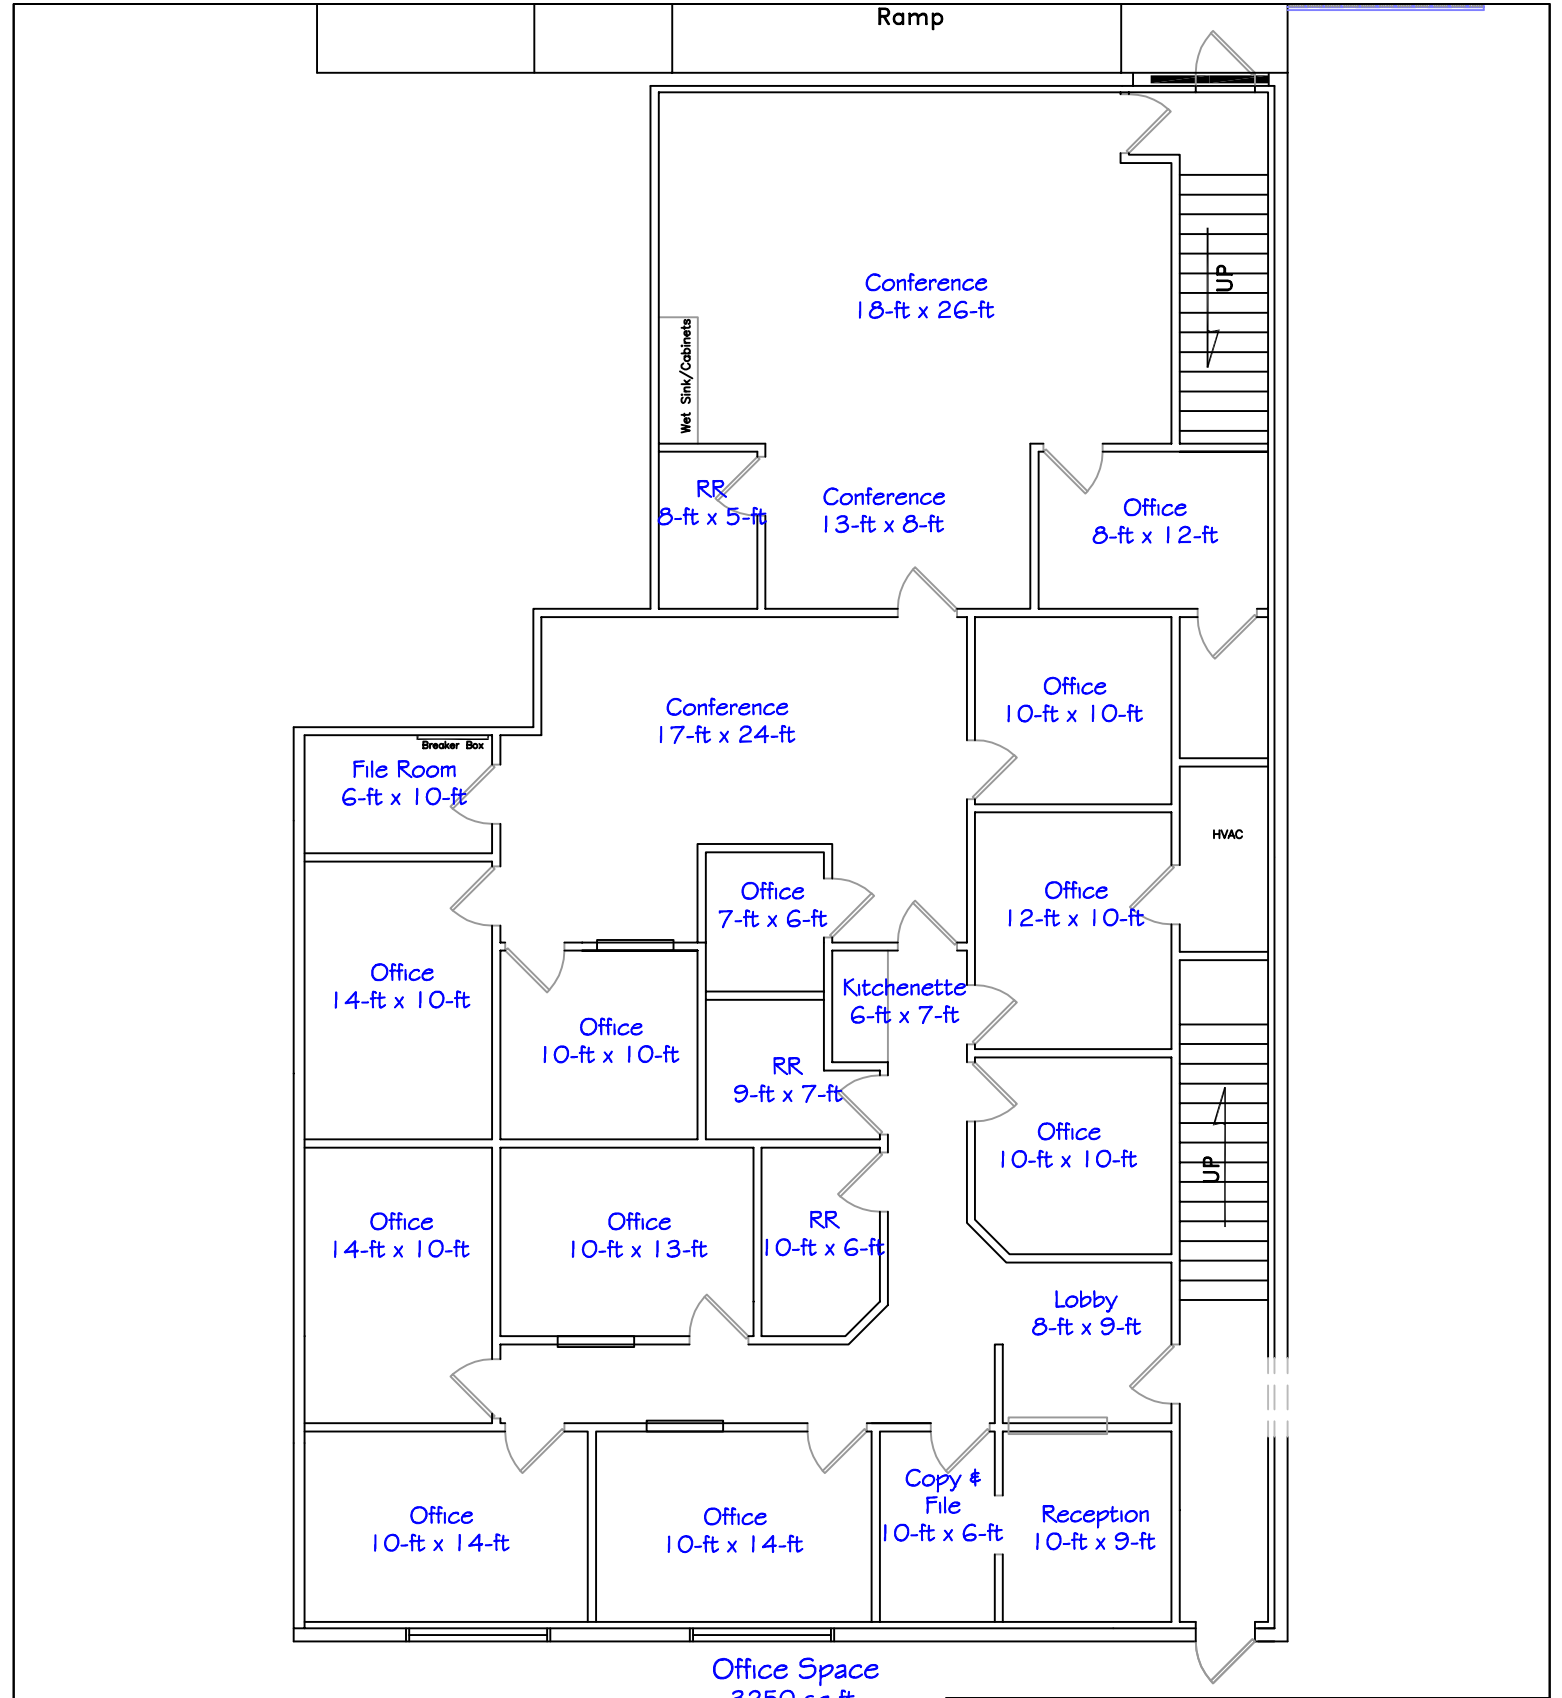 Ramp
Conference
18-ft x 26-ft
UP
Wet Sink/Cabinets
RR
8-ft x 5-ft
Conference
13-ft x 8-ft
Office
8-ft x 12-ft
Conference
17-ft x 24-ft
Office
10-ft x 10-ft
Breaker Box
File Room
6-ft x 10-ft
HVAC
Office
7-ft x 6-ft
Office
12-ft x 10-ft
Office
14-ft x 10-ft
Kitchenette
6-ft x 7-ft
Office
10-ft x 10-ft
RR
9-ft x 7-ft
Office
10-ft x 10-ft
UP
Office
14-ft x 10-ft
Office
10-ft x 13-ft
RR
10-ft x 6-ft
Lobby
8-ft x 9-ft
Office
10-ft x 14-ft
Office
10-ft x 14-ft
Copy &
File
10-ft x 6-ft
Reception
10-ft x 9-ft
Office Space
3250 sq ft